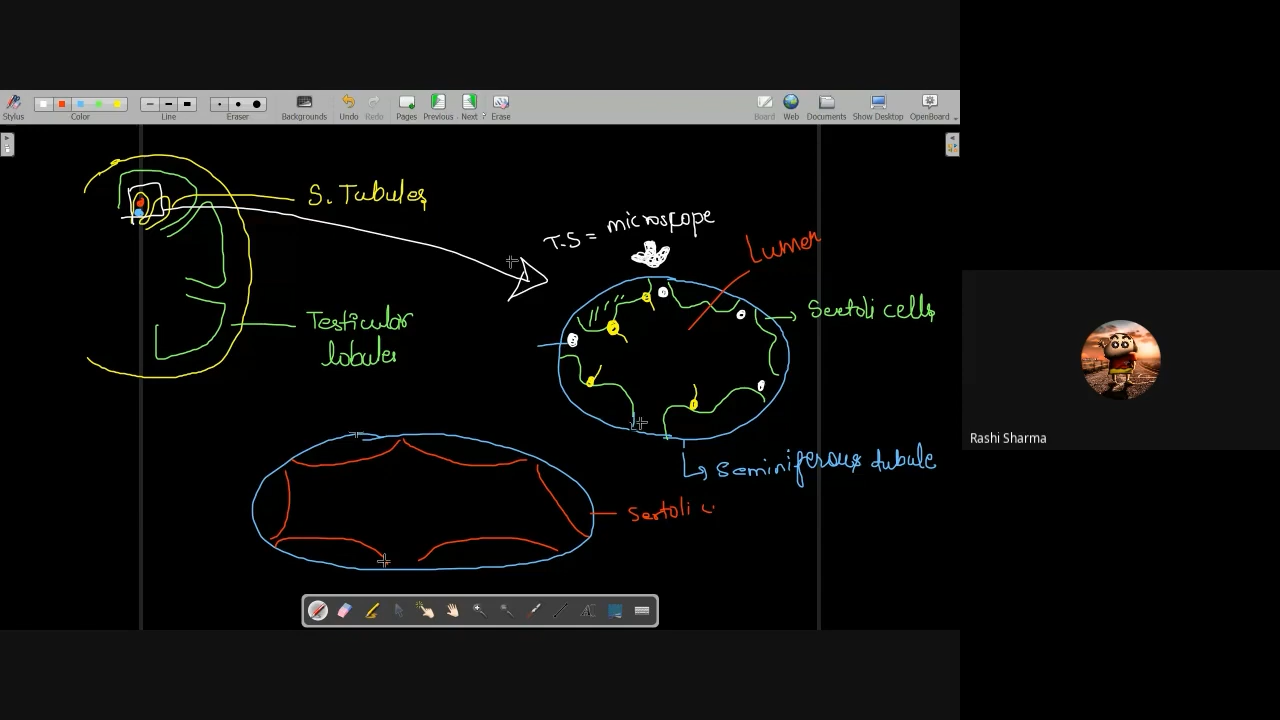 Stylus
Color
Line
Eraser
Backgrounds
Undo
Redo
Pages
Previous
Next
Erase
Board
Web
Documents
Show Desktop
OpenBoard
S. Tubules
T.S = microscope
Lumen
Sertoli cells
Testicular
lobules
Seminiferous tubule
Sertoli c
Rashi Sharma